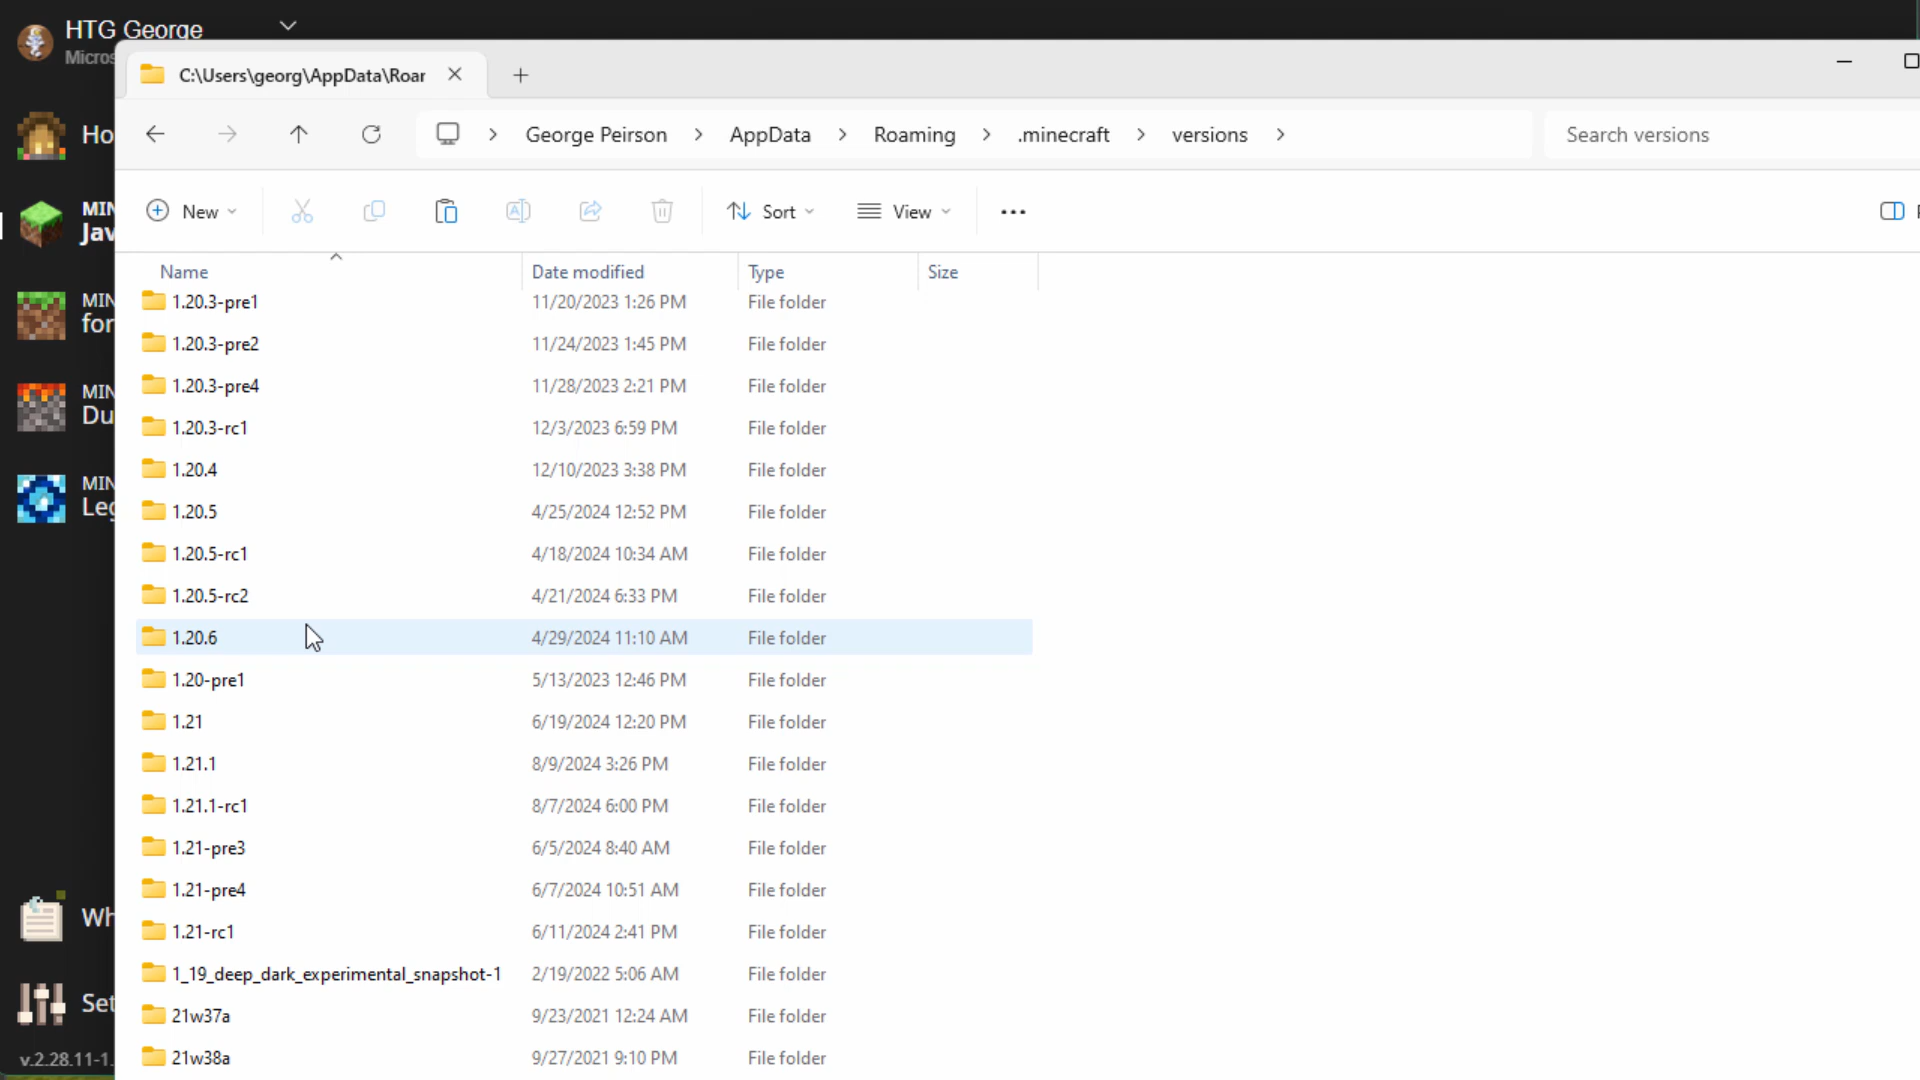 HTG George
Micros
C:\Users\georg\AppData\Roar
George Peirson > AppData > Roaming > .minecraft > versions >
Search versions
New
Sort
View
Name Date modified Type Size
1.20.3-pre1 11/20/2023 1:26 PM File folder
1.20.3-pre2 11/24/2023 1:45 PM File folder
1.20.3-pre4 11/28/2023 2:21 PM File folder
1.20.3-rc1 12/3/2023 6:59 PM File folder
1.20.4 12/10/2023 3:38 PM File folder
1.20.5 4/25/2024 12:52 PM File folder
1.20.5-rc1 4/18/2024 10:34 AM File folder
1.20.5-rc2 4/21/2024 6:33 PM File folder
1.20.6 4/29/2024 11:10 AM File folder
1.20-pre1 5/13/2023 12:46 PM File folder
1.21 6/19/2024 12:20 PM File folder
1.21.1 8/9/2024 3:26 PM File folder
1.21.1-rc1 8/7/2024 6:00 PM File folder
1.21-pre3 6/5/2024 8:40 AM File folder
1.21-pre4 6/7/2024 10:51 AM File folder
1.21-rc1 6/11/2024 2:41 PM File folder
1_19_deep_dark_experimental_snapshot-1 2/19/2022 5:06 AM File folder
21w37a 9/23/2021 12:24 AM File folder
21w38a 9/27/2021 9:10 PM File folder
Ho
MIN
Jav
MIN
for
MIN
Du
MIN
Leg
Wh
Set
v.2.28.11-1.